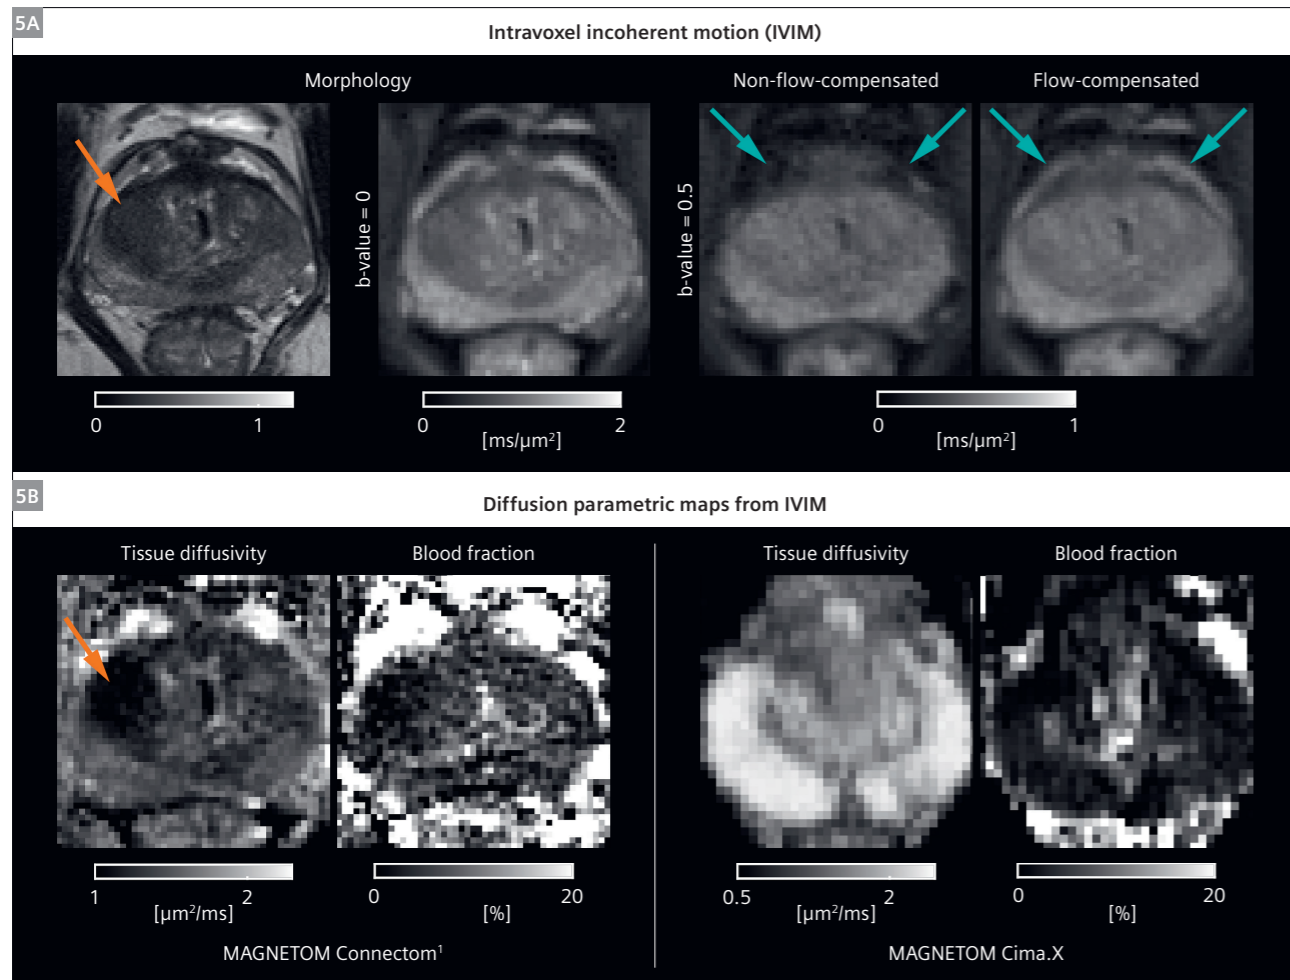 5A
Intravoxel incoherent motion (IVIM)
Morphology
Non-flow-compensated
Flow-compensated
b-value = 0
b-value = 0.5
0 1
0 2
[ms/µm²]
0 1
[ms/µm²]
5B
Diffusion parametric maps from IVIM
Tissue diffusivity
Blood fraction
Tissue diffusivity
Blood fraction
1 2
[µm²/ms]
0 20
[%]
0.5 2
[µm²/ms]
0 20
[%]
MAGNETOM Connectom¹
MAGNETOM Cima.X